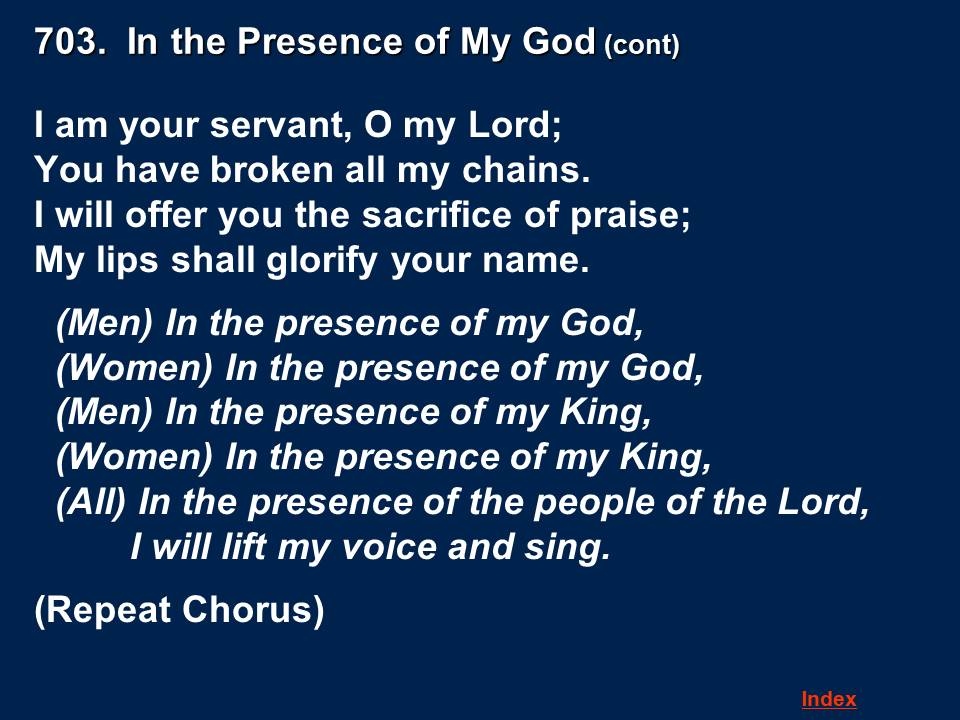 703.  In the Presence of My God (cont)
I am your servant, O my Lord;
You have broken all my chains.
I will offer you the sacrifice of praise;
My lips shall glorify your name.
(Men) In the presence of my God,
(Women) In the presence of my God,
(Men) In the presence of my King,
(Women) In the presence of my King,
(All) In the presence of the people of the Lord,
I will lift my voice and sing.
(Repeat Chorus)
Index